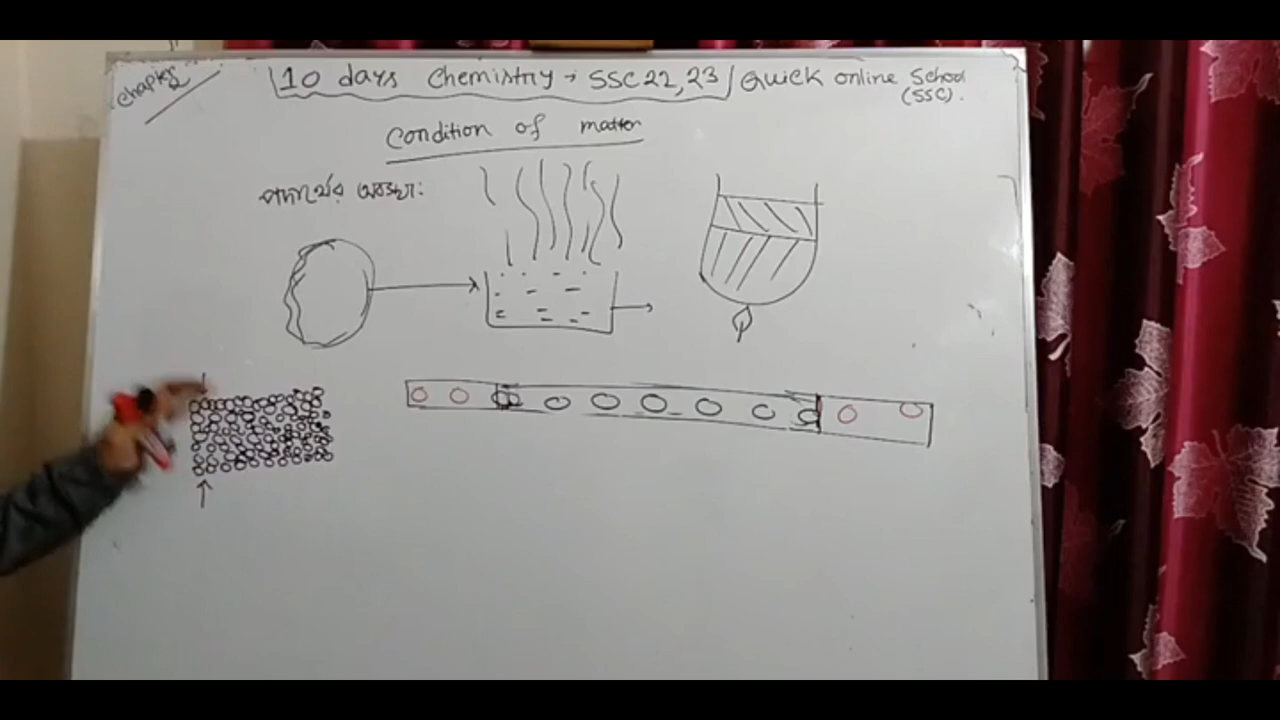 Chapter 2
10 days Chemistry → SSC 22, 23 / Quick online School
(SSC).
Condition of matter
পদার্থের অবস্থা: